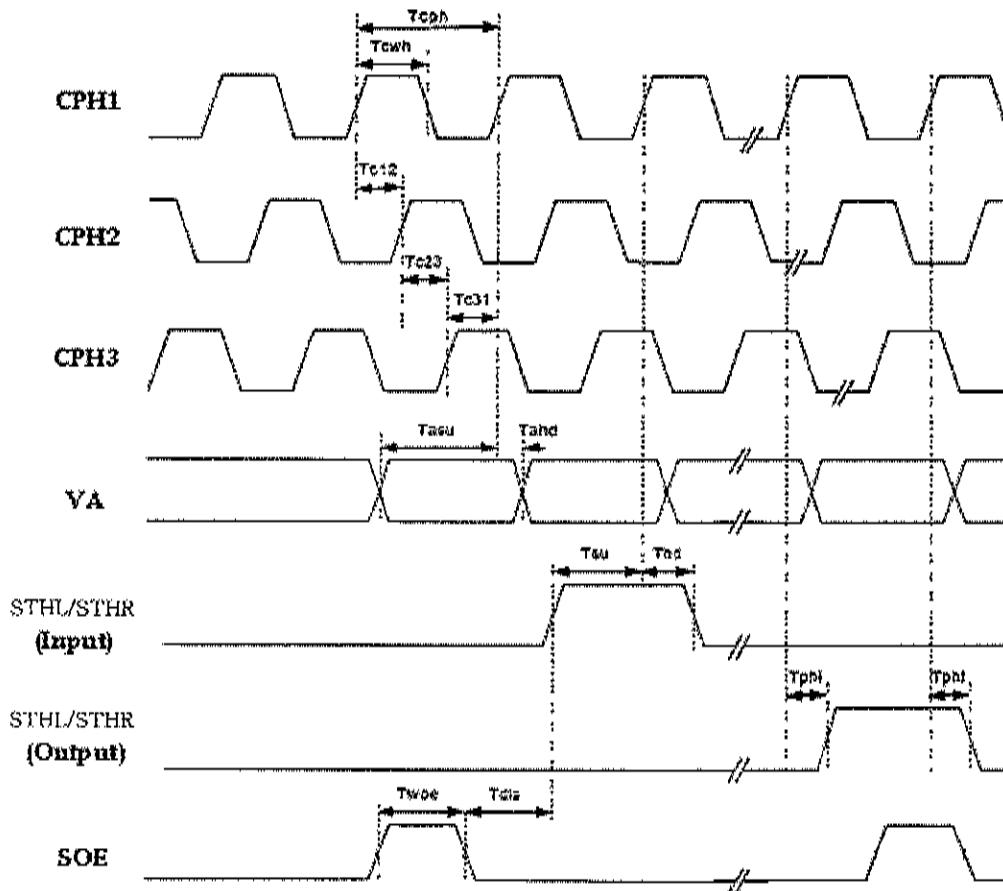 Tcph
Tcwh
CPH1
Tc12
CPH2
Tc23
Tc31
CPH3
Tasu
Tahd
VA
Tsu
Thd
STHL/STHR
(Input)
Tphl
Tphl
STHL/STHR
(Output)
Twoe
Tdis
SOE